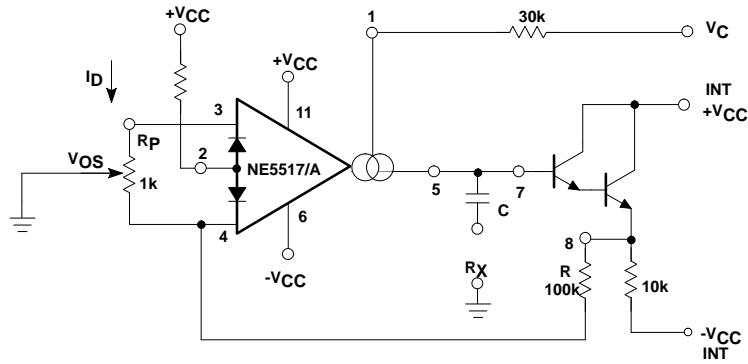 +VCC
1
30k
VC
ID
+VCC
INT
+VCC
3
11
RP
VOS
2
NE5517/A
1k
5
7
C
4
6
8
-VCC
RX
R
100k
10k
-VCC
INT